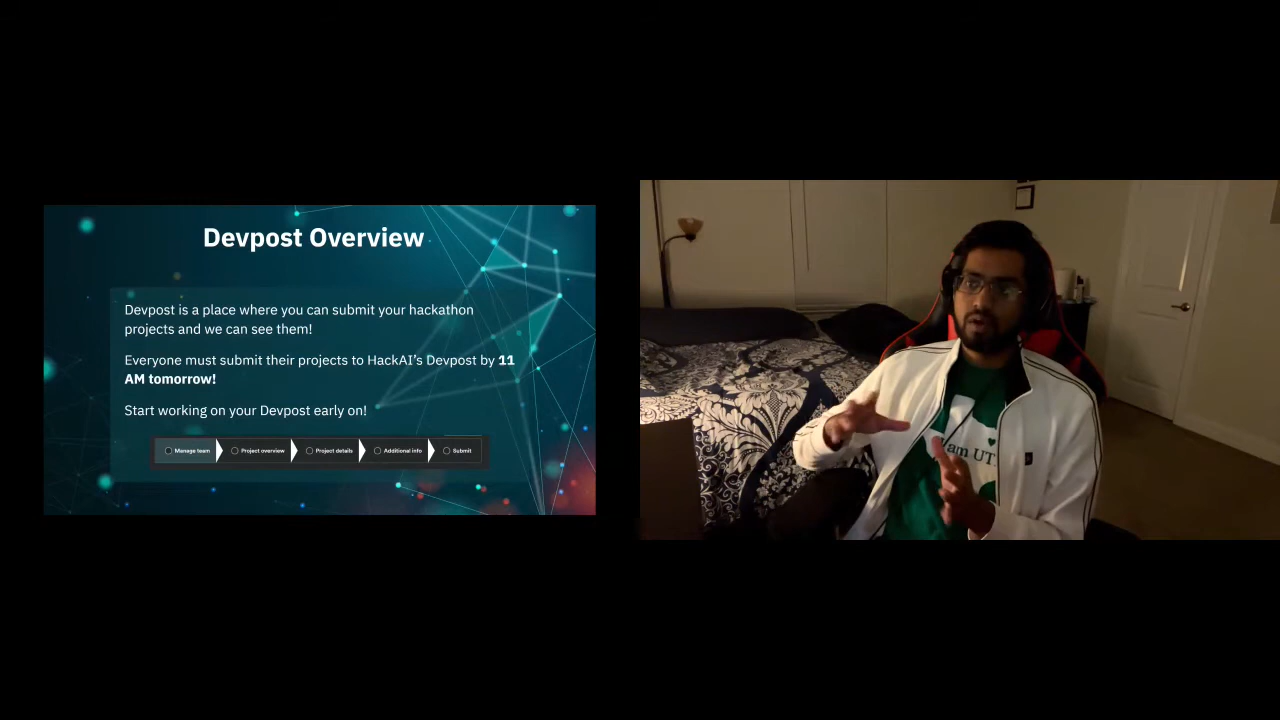 Devpost Overview
Devpost is a place where you can submit your hackathon
projects and we can see them!
Everyone must submit their projects to HackAI's Devpost by 11
AM tomorrow!
Start working on your Devpost early on!
Manage team
Project overview
Project details
Additional info
Submit
I am UT